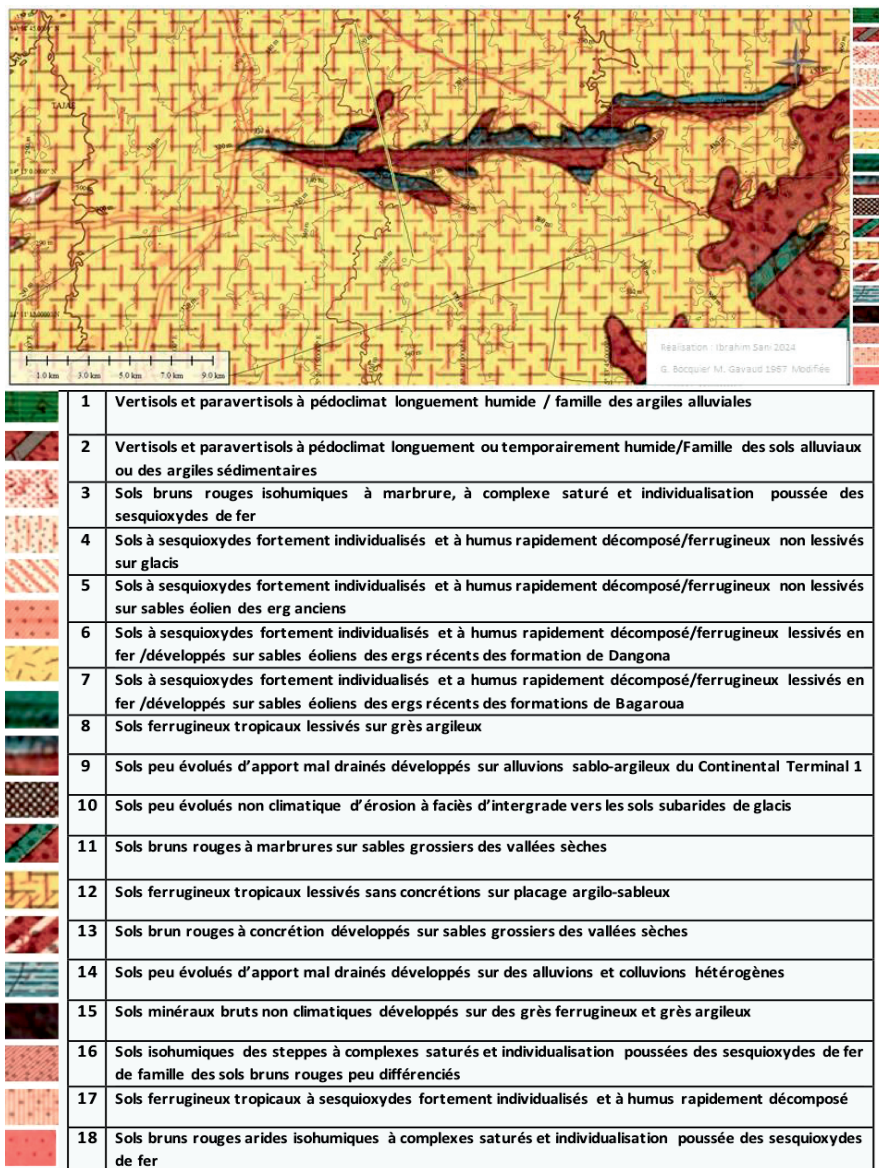 TAJAE
1.0 km 3.0 km 5.0 km 7.0 km 9.0 km
Réalisation : Ibrahim Sani 2024
G. Bocquier M. Gavaud 1967 Modifiée
1 Vertisols et paravertisols à pédoclimat longuement humide / famille des argiles alluviales
2 Vertisols et paravertisols à pédoclimat longuement ou temporairement humide/Famille des sols alluviaux
ou des argiles sédimentaires
3 Sols bruns rouges isohumiques à marbrure, à complexe saturé et individualisation poussée des
sesquioxydes de fer
4 Sols à sesquioxydes fortement individualisés et à humus rapidement décomposé/ferrugineux non lessivés
sur glacis
5 Sols à sesquioxydes fortement individualisés et à humus rapidement décomposé/ferrugineux non lessivés
sur sables éolien des erg anciens
6 Sols à sesquioxydes fortement individualisés et à humus rapidement décomposé/ferrugineux lessivés en
fer /développés sur sables éoliens des ergs récents des formation de Dangona
7 Sols à sesquioxydes fortement individualisés et a humus rapidement décomposé/ferrugineux lessivés en
fer /développés sur sables éoliens des ergs récents des formations de Bagaroua
8 Sols ferrugineux tropicaux lessivés sur grès argileux
9 Sols peu évolués d’apport mal drainés développés sur alluvions sablo-argileux du Continental Terminal 1
10 Sols peu évolués non climatique d’érosion à faciès d’intergrade vers les sols subarides de glacis
11 Sols bruns rouges à marbrures sur sables grossiers des vallées sèches
12 Sols ferrugineux tropicaux lessivés sans concrétions sur placage argilo-sableux
13 Sols brun rouges à concrétion développés sur sables grossiers des vallées sèches
14 Sols peu évolués d’apport mal drainés développés sur des alluvions et colluvions hétérogènes
15 Sols minéraux bruts non climatiques développés sur des grès ferrugineux et grès argileux
16 Sols isohumiques des steppes à complexes saturés et individualisation poussées des sesquioxydes de fer
de famille des sols bruns rouges peu différenciés
17 Sols ferrugineux tropicaux à sesquioxydes fortement individualisés et à humus rapidement décomposé
18 Sols bruns rouges arides isohumiques à complexes saturés et individualisation poussée des sesquioxydes
de fer